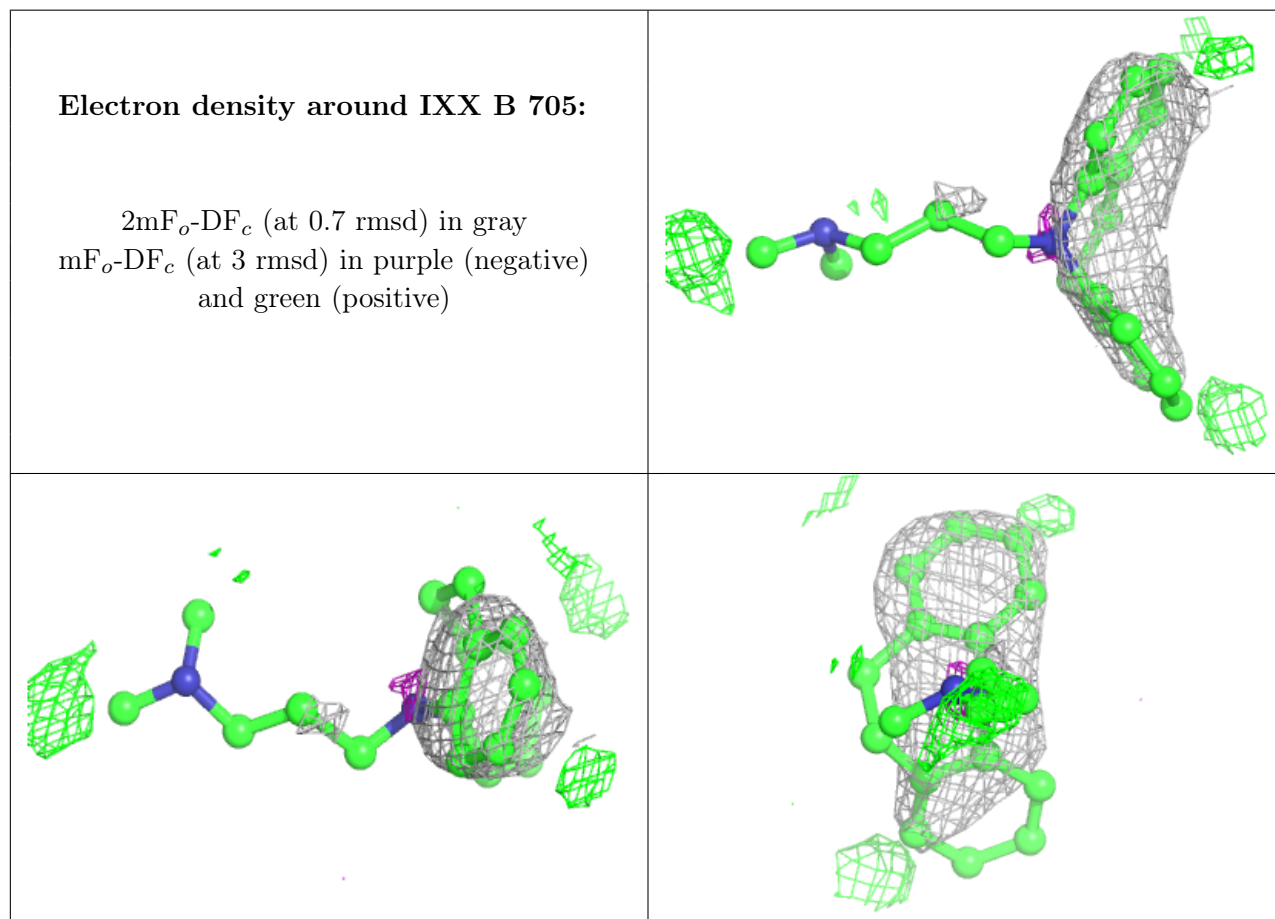 Electron density around IXX B 705:
2mFₒ-DF𝒸 (at 0.7 rmsd) in gray
mFₒ-DF𝒸 (at 3 rmsd) in purple (negative)
and green (positive)